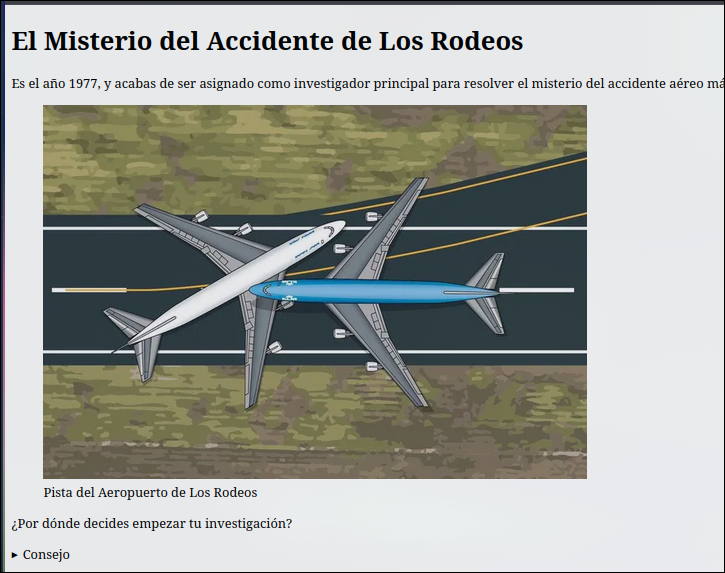 El Misterio del Accidente de Los Rodeos
Es el año 1977, y acabas de ser asignado como investigador principal para resolver el misterio del accidente aéreo
Pista del Aeropuerto de Los Rodeos
¿Por dónde decides empezar tu investigación?
▸ Consejo